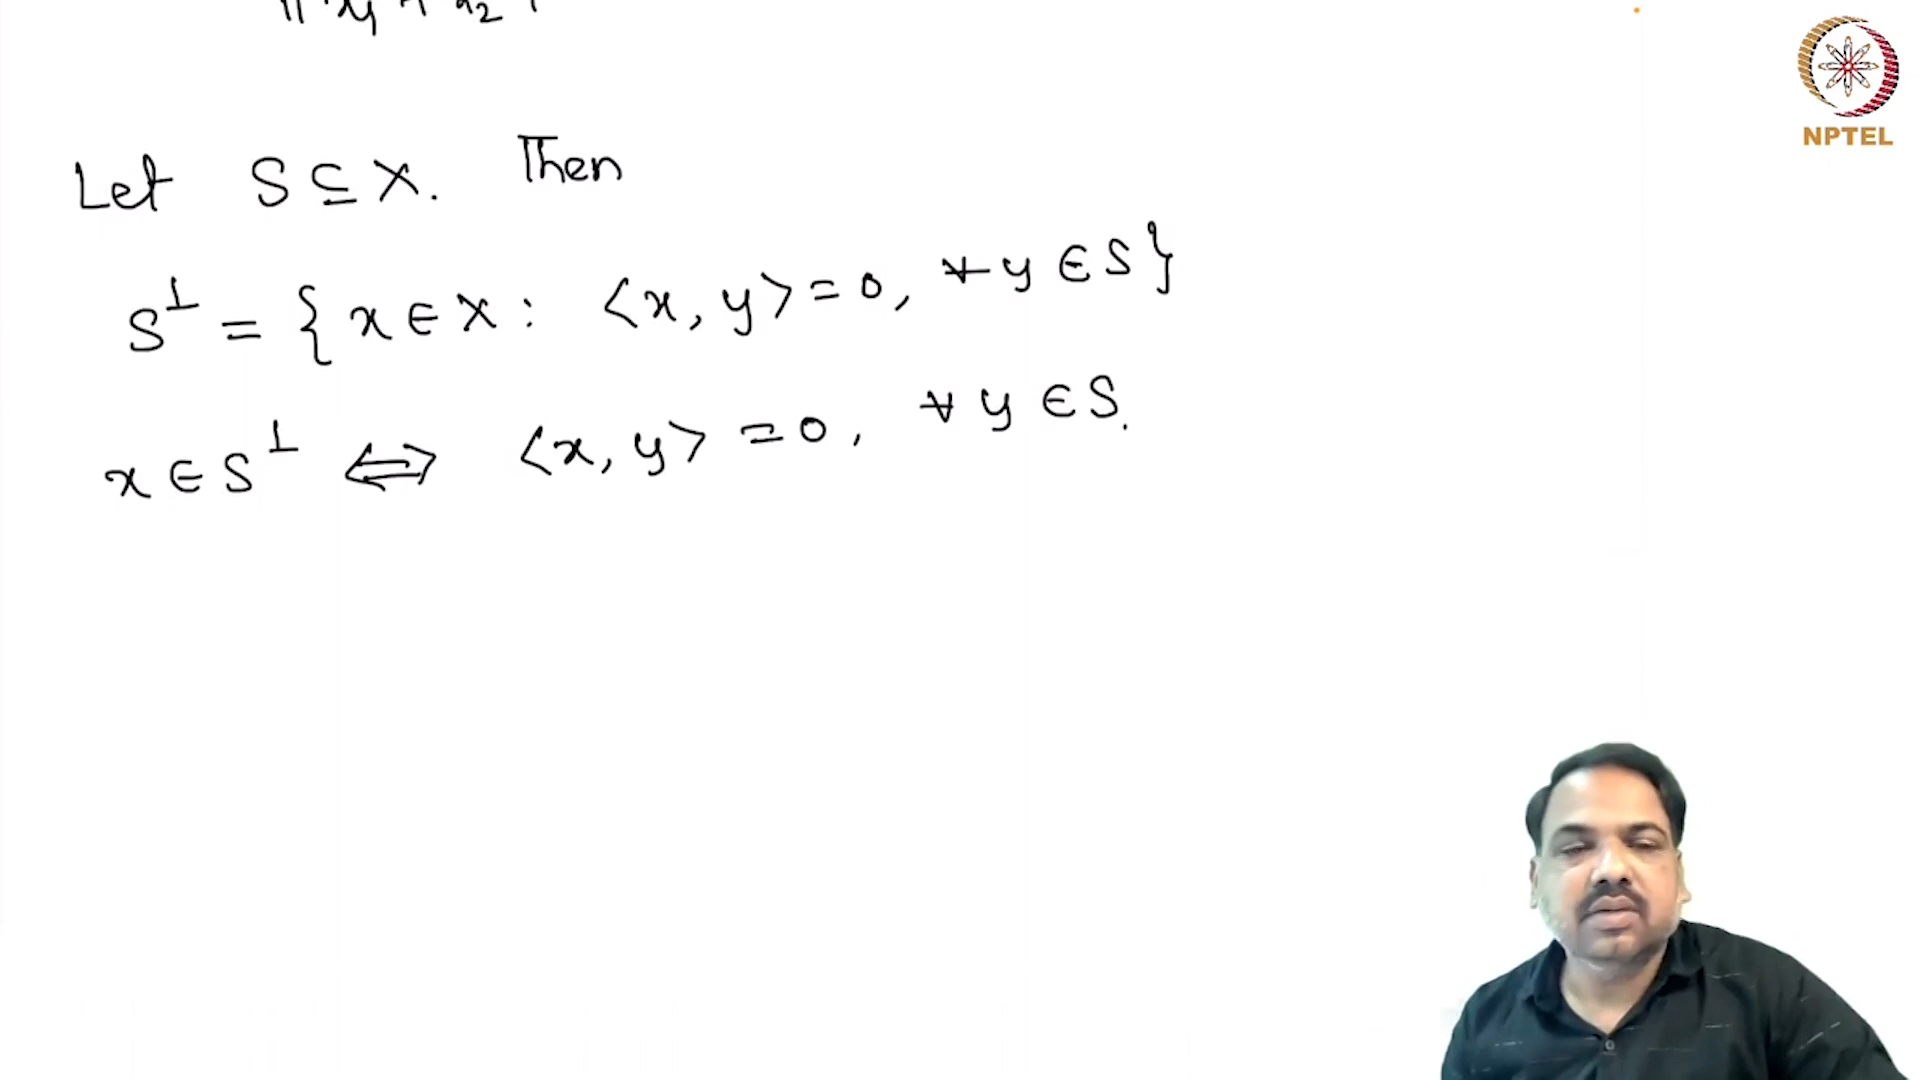 NPTEL
Let S ⊆ X. Then
S^⊥ = { x ∈ X : <x, y> = 0, ∀ y ∈ S }
x ∈ S^⊥ ⟺ <x, y> = 0, ∀ y ∈ S.